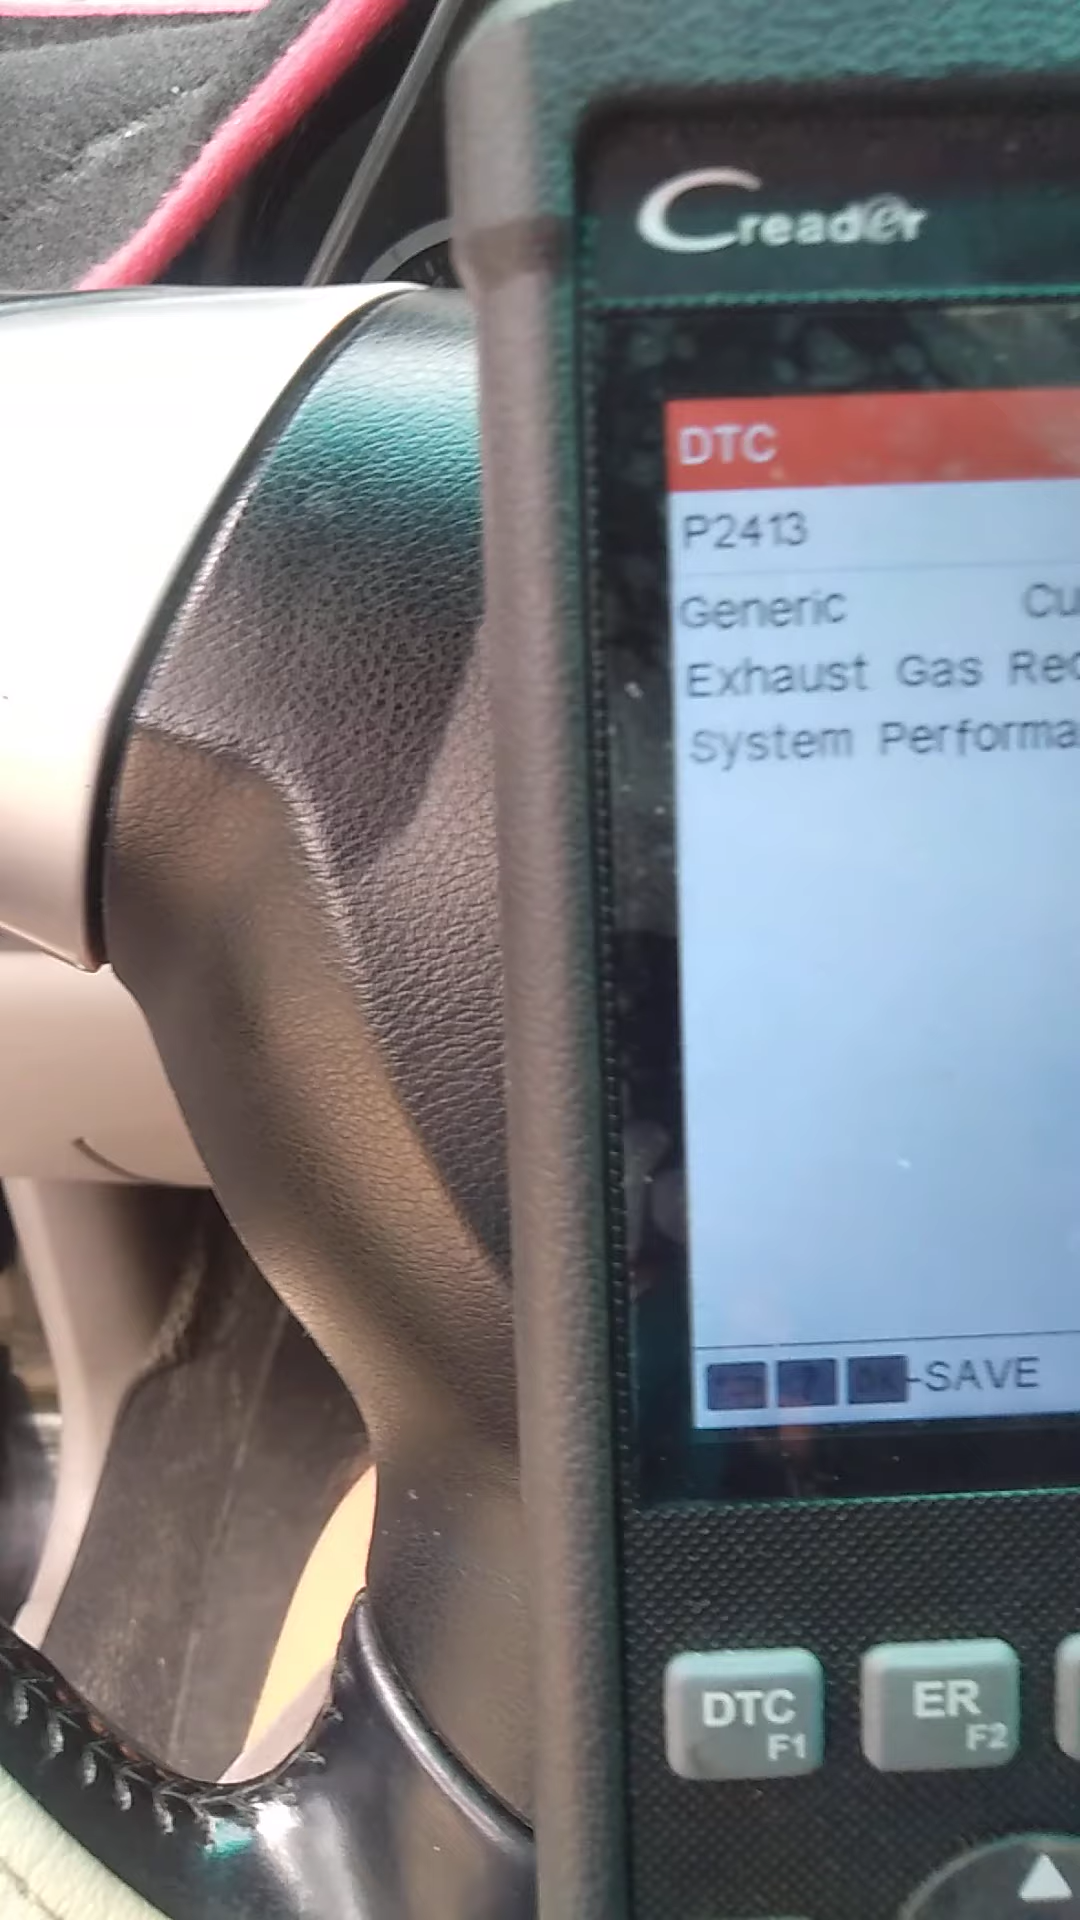 Creader
DTC
P2413
Generic Cu
Exhaust Gas Rec
System Performa
-SAVE
DTC
F1
ER
F2